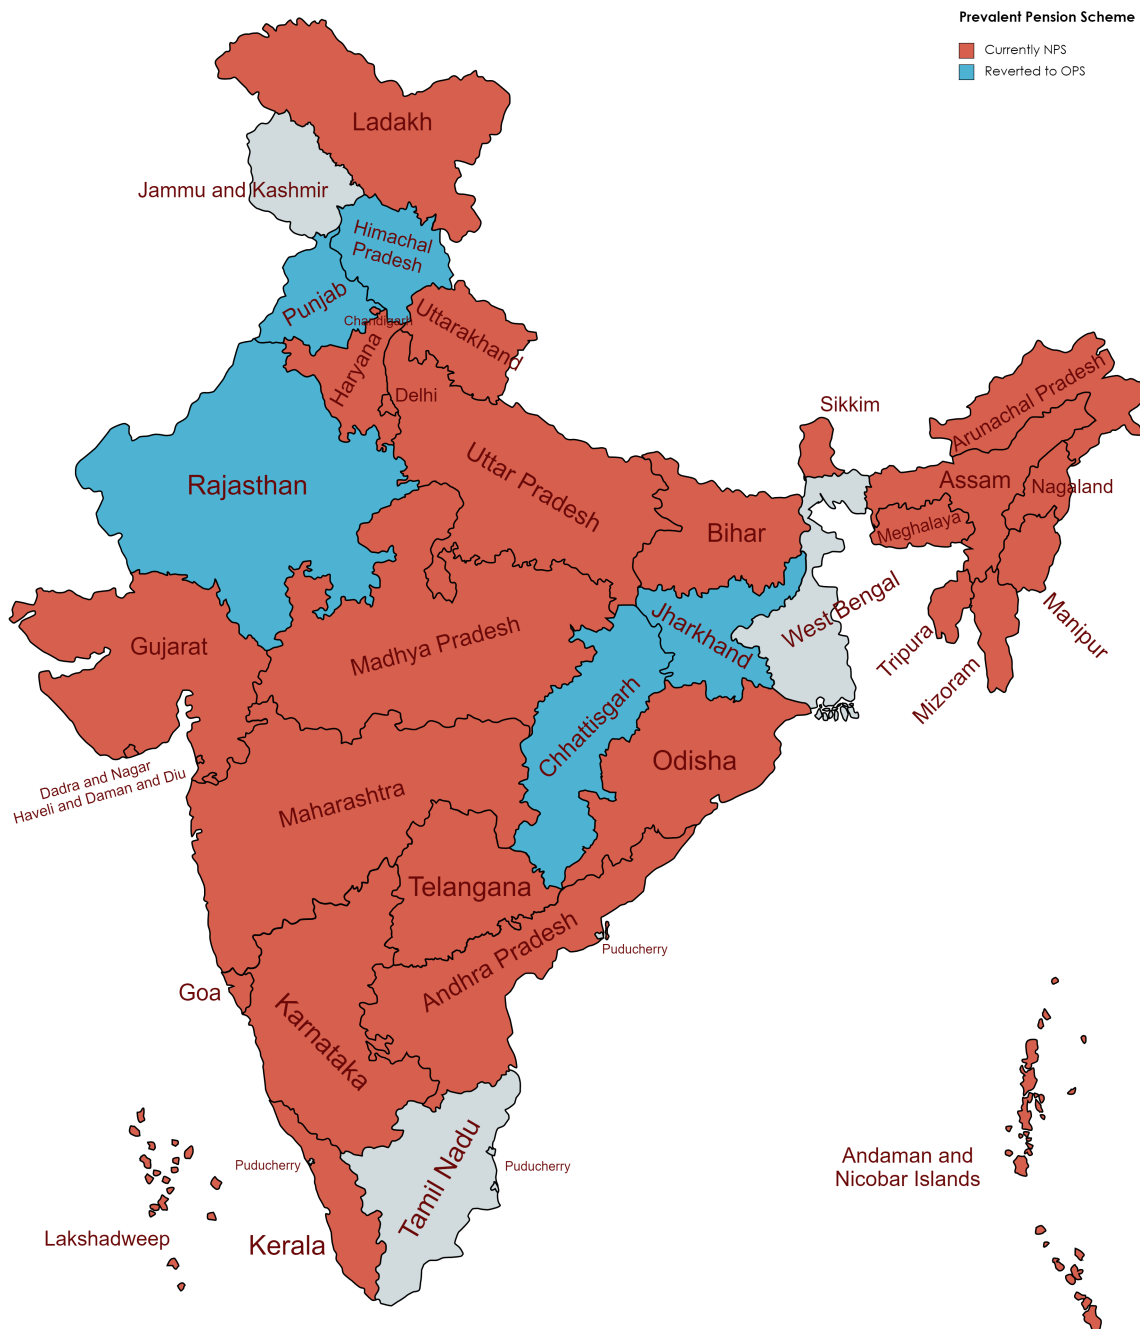 Prevalent Pension Scheme
Currently NPS
Reverted to OPS
Ladakh
Jammu and Kashmir
Himachal
Pradesh
Punjab
Chandigarh
Uttarakhand
Haryana
Delhi
Sikkim
Arunachal Pradesh
Rajasthan
Uttar Pradesh
Assam
Nagaland
Bihar
Meghalaya
West Bengal
Jharkhand
Manipur
Tripura
Mizoram
Gujarat
Madhya Pradesh
Chhattisgarh
Odisha
Dadra and Nagar
Haveli and Daman and Diu
Maharashtra
Telangana
Andhra Pradesh
Puducherry
Goa
Karnataka
Puducherry
Puducherry
Tamil Nadu
Andaman and
Nicobar Islands
Lakshadweep
Kerala